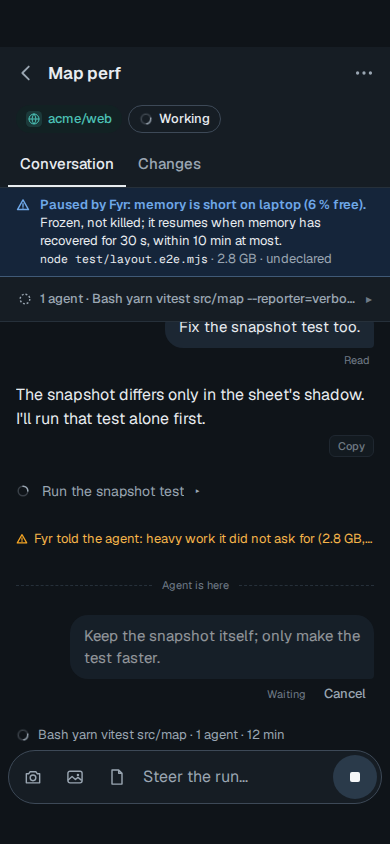 Map perf
acme/web
Working
Conversation
Changes
Paused by Fyr: memory is short on laptop (6 % free).
Frozen, not killed; it resumes when memory has
recovered for 30 s, within 10 min at most.
node test/layout.e2e.mjs · 2.8 GB · undeclared
1 agent · Bash yarn vitest src/map --reporter=verbo…
Fix the snapshot test too.
Read
The snapshot differs only in the sheet's shadow.
I'll run that test alone first.
Copy
Run the snapshot test
Fyr told the agent: heavy work it did not ask for (2.8 GB,…
Agent is here
Keep the snapshot itself; only make the
test faster.
Waiting
Cancel
Bash yarn vitest src/map · 1 agent · 12 min
Steer the run…